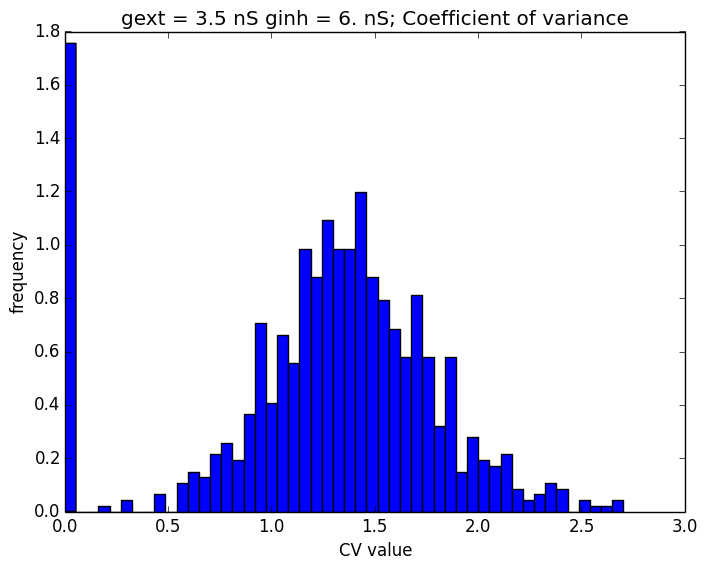 gext = 3.5 nS ginh = 6. nS; Coefficient of variance
1.8
1.6
1.4
1.2
1.0
0.8
0.6
0.4
0.2
0.0
frequency
0.0 0.5 1.0 1.5 2.0 2.5 3.0
CV value